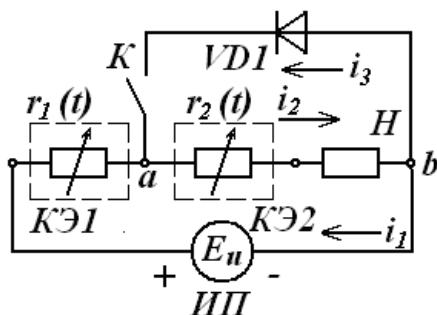 К VD1 i3
r1(t) r2(t) i2 Н
a b
КЭ1 КЭ2 i1
+ Eи -
ИП